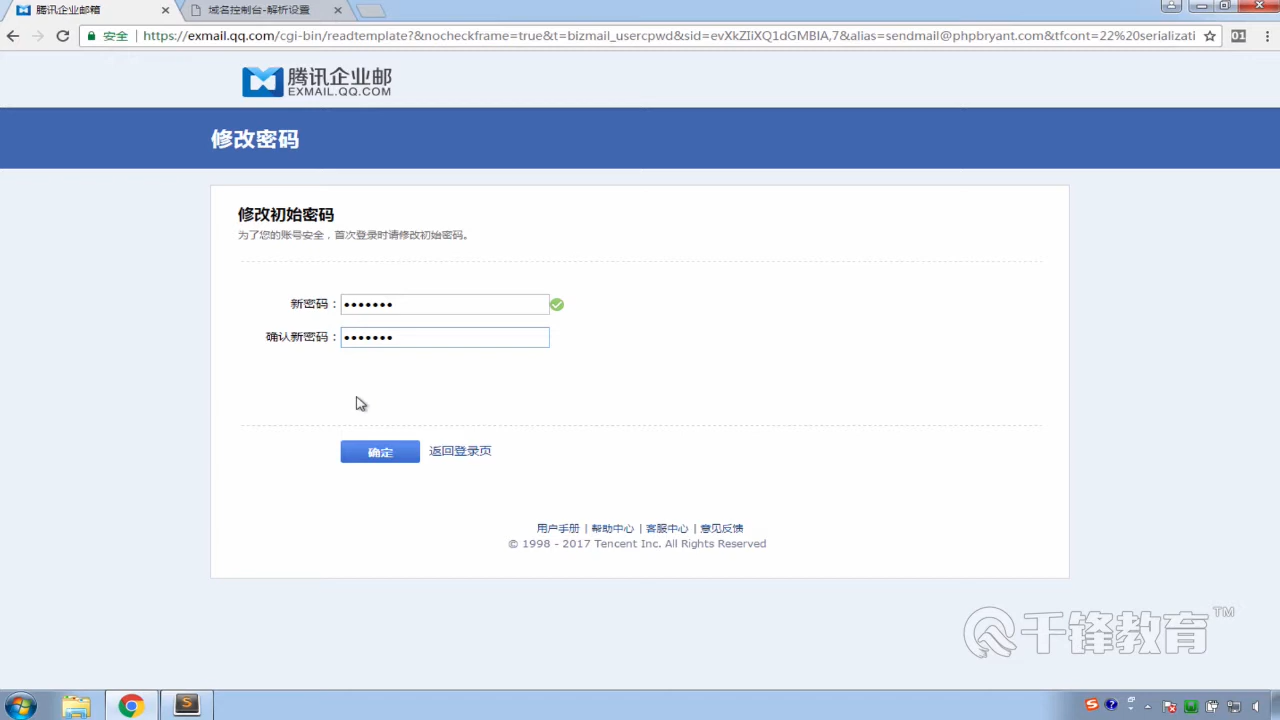 腾讯企业邮箱
域名控制台-解析设置
安全
https://exmail.qq.com/cgi-bin/readtemplate?&nocheckframe=true&t=bizmail_usercpwd&sid=evXkZIiXQ1dGMBIA,7&alias=sendmail@phpbryant.com&tfcont=22%20serializati
01
腾讯企业邮
EXMAIL.QQ.COM
修改密码
修改初始密码
为了您的账号安全，首次登录时请修改初始密码。
新密码：
确认新密码：
确定 返回登录页
用户手册 | 帮助中心 | 客服中心 | 意见反馈
© 1998 - 2017 Tencent Inc. All Rights Reserved
千锋教育™